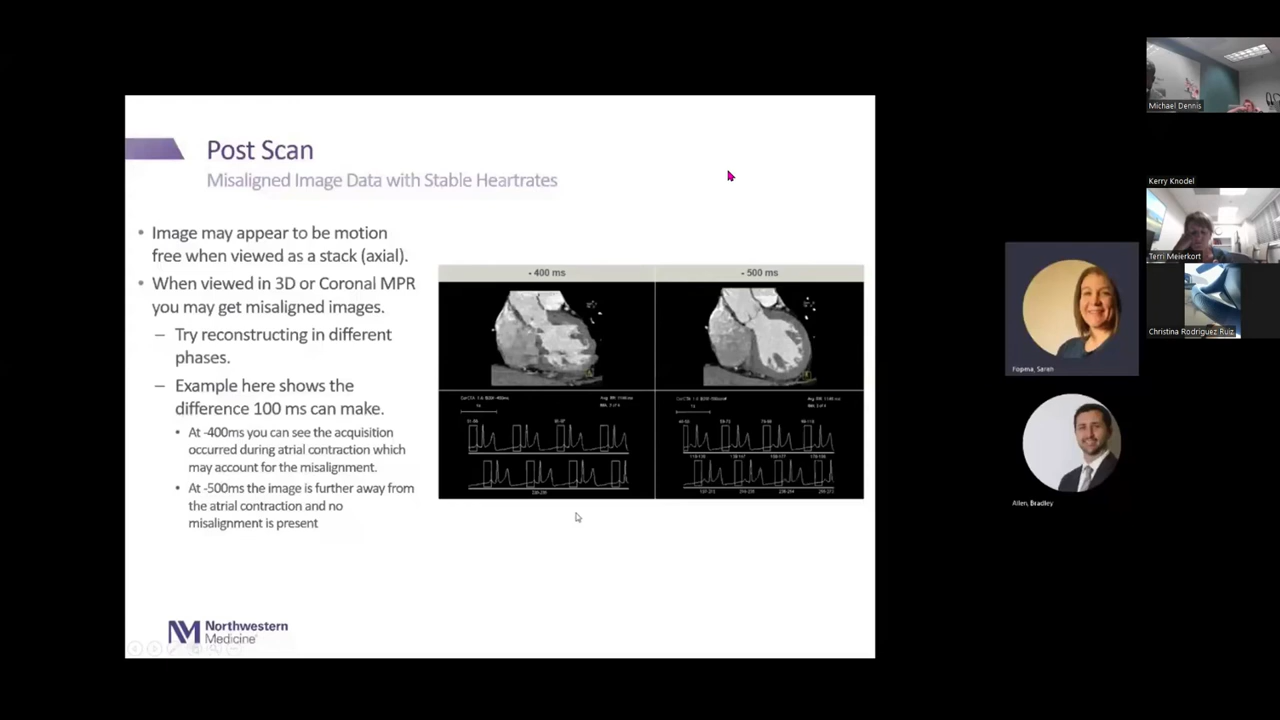 Post Scan
Misaligned Image Data with Stable Heartrates
• Image may appear to be motion
free when viewed as a stack (axial).
• When viewed in 3D or Coronal MPR
you may get misaligned images.
– Try reconstructing in different
phases.
– Example here shows the
difference 100 ms can make.
• At -400ms you can see the acquisition
occurred during atrial contraction which
may account for the misalignment.
• At -500ms the image is further away from
the atrial contraction and no
misalignment is present
- 400 ms
- 500 ms
Northwestern
Medicine
Michael Dennis
Kerry Knodel
Terri Meierkort
Christina Rodriguez Ruiz
Sarah
Allen, Bradley